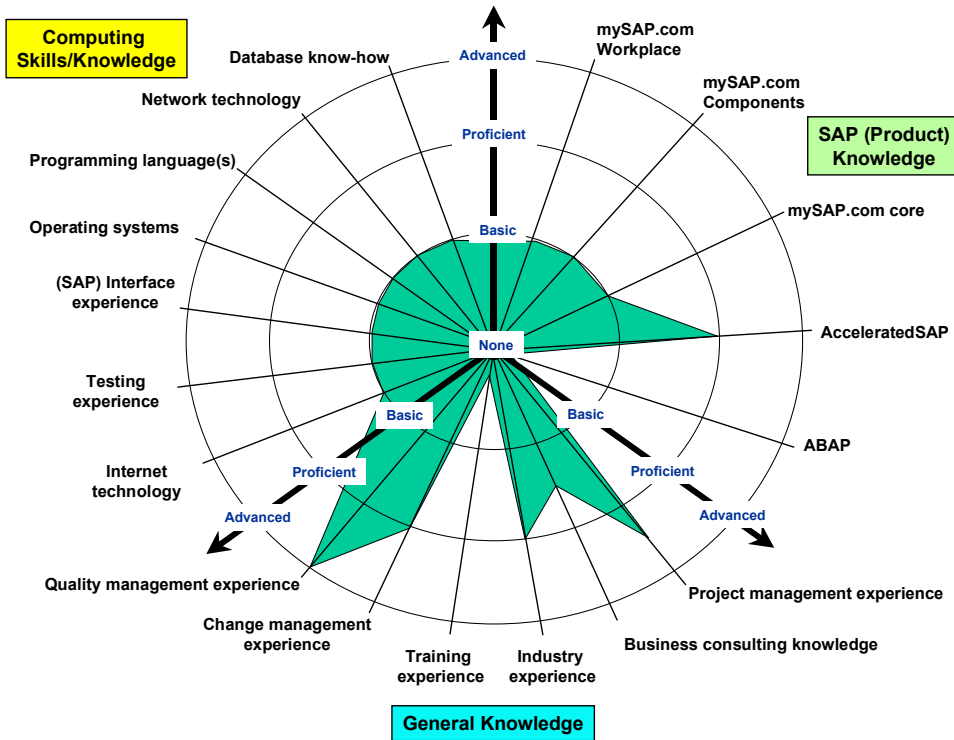 Computing
Skills/Knowledge
Database know-how
Advanced
mySAP.com
Workplace
Network technology
mySAP.com
Components
Proficient
SAP (Product)
Knowledge
Programming language(s)
Operating systems
Basic
mySAP.com core
(SAP) Interface
experience
None
AcceleratedSAP
Testing
experience
Basic
Basic
ABAP
Internet
technology
Proficient
Proficient
Advanced
Advanced
Quality management experience
Project management experience
Change management
experience
Training
experience
Industry
experience
Business consulting knowledge
General Knowledge